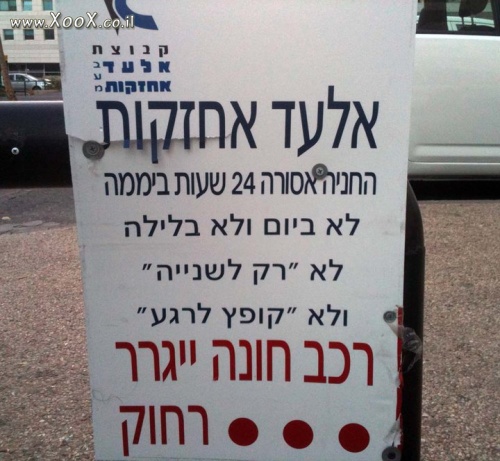 www.XooX.co.il
קבוצת
אלעד
אחזקות
בע"מ
אלעד אחזקות
החניה אסורה 24 שעות ביממה
לא ביום ולא בלילה
לא "רק לשנייה"
ולא "קופץ לרגע"
רכב חונה ייגרר
●●● רחוק